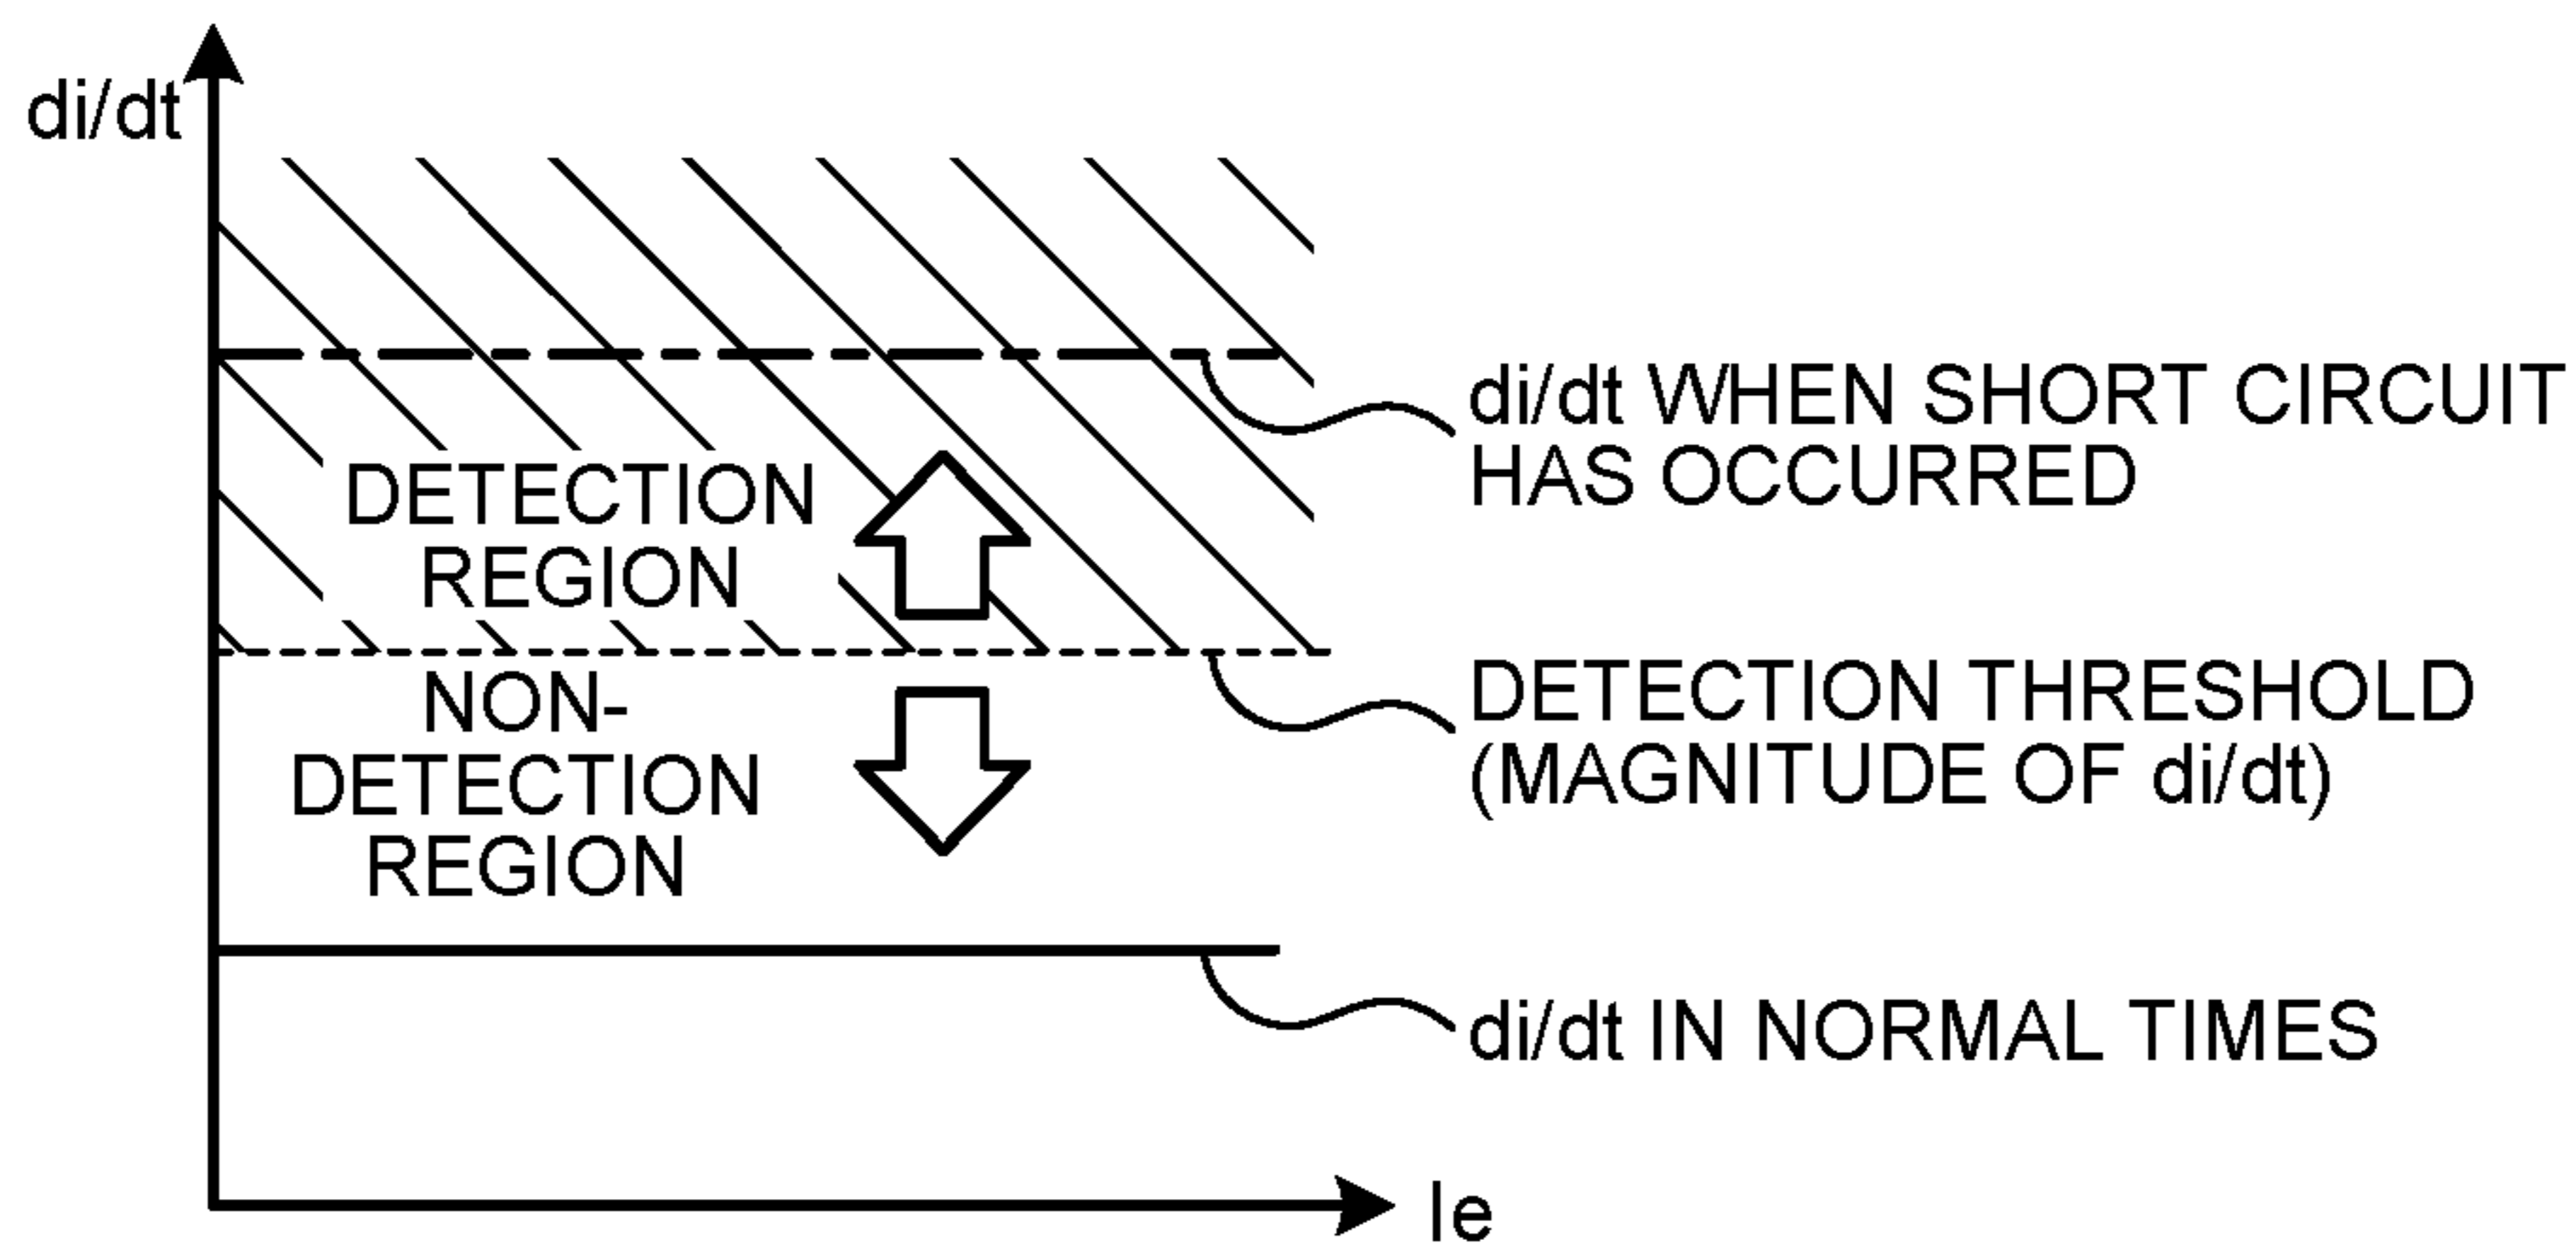 di/dt
di/dt WHEN SHORT CIRCUIT
HAS OCCURRED
DETECTION
REGION
DETECTION THRESHOLD
(MAGNITUDE OF di/dt)
NON-
DETECTION
REGION
di/dt IN NORMAL TIMES
Ie